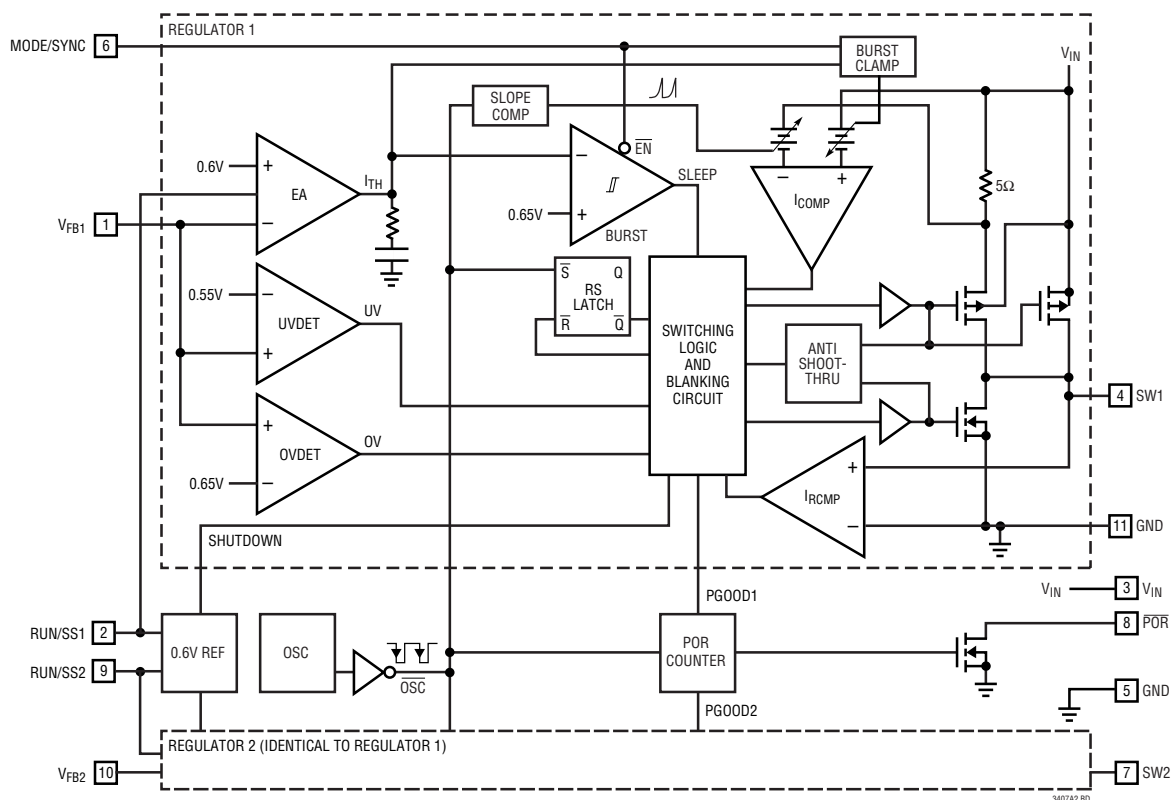 REGULATOR 1
MODE/SYNC 6
BURST CLAMP
VIN
SLOPE COMP
EN
0.6V
+
EA
−
ITH
−
SLEEP
0.65V
+
BURST
−
+
ICOMP
5Ω
VFB1 1
0.55V
−
UVDET
+
UV
S Q
RS LATCH
R Q
SWITCHING LOGIC AND BLANKING CIRCUIT
ANTI SHOOT-THRU
4 SW1
+
OVDET
OV
0.65V
−
+
IRCMP
−
11 GND
SHUTDOWN
PGOOD1
VIN 3 VIN
RUN/SS1 2
8 POR
0.6V REF
OSC
OSC
POR COUNTER
RUN/SS2 9
5 GND
PGOOD2
REGULATOR 2 (IDENTICAL TO REGULATOR 1)
VFB2 10
7 SW2
3407A2 BD